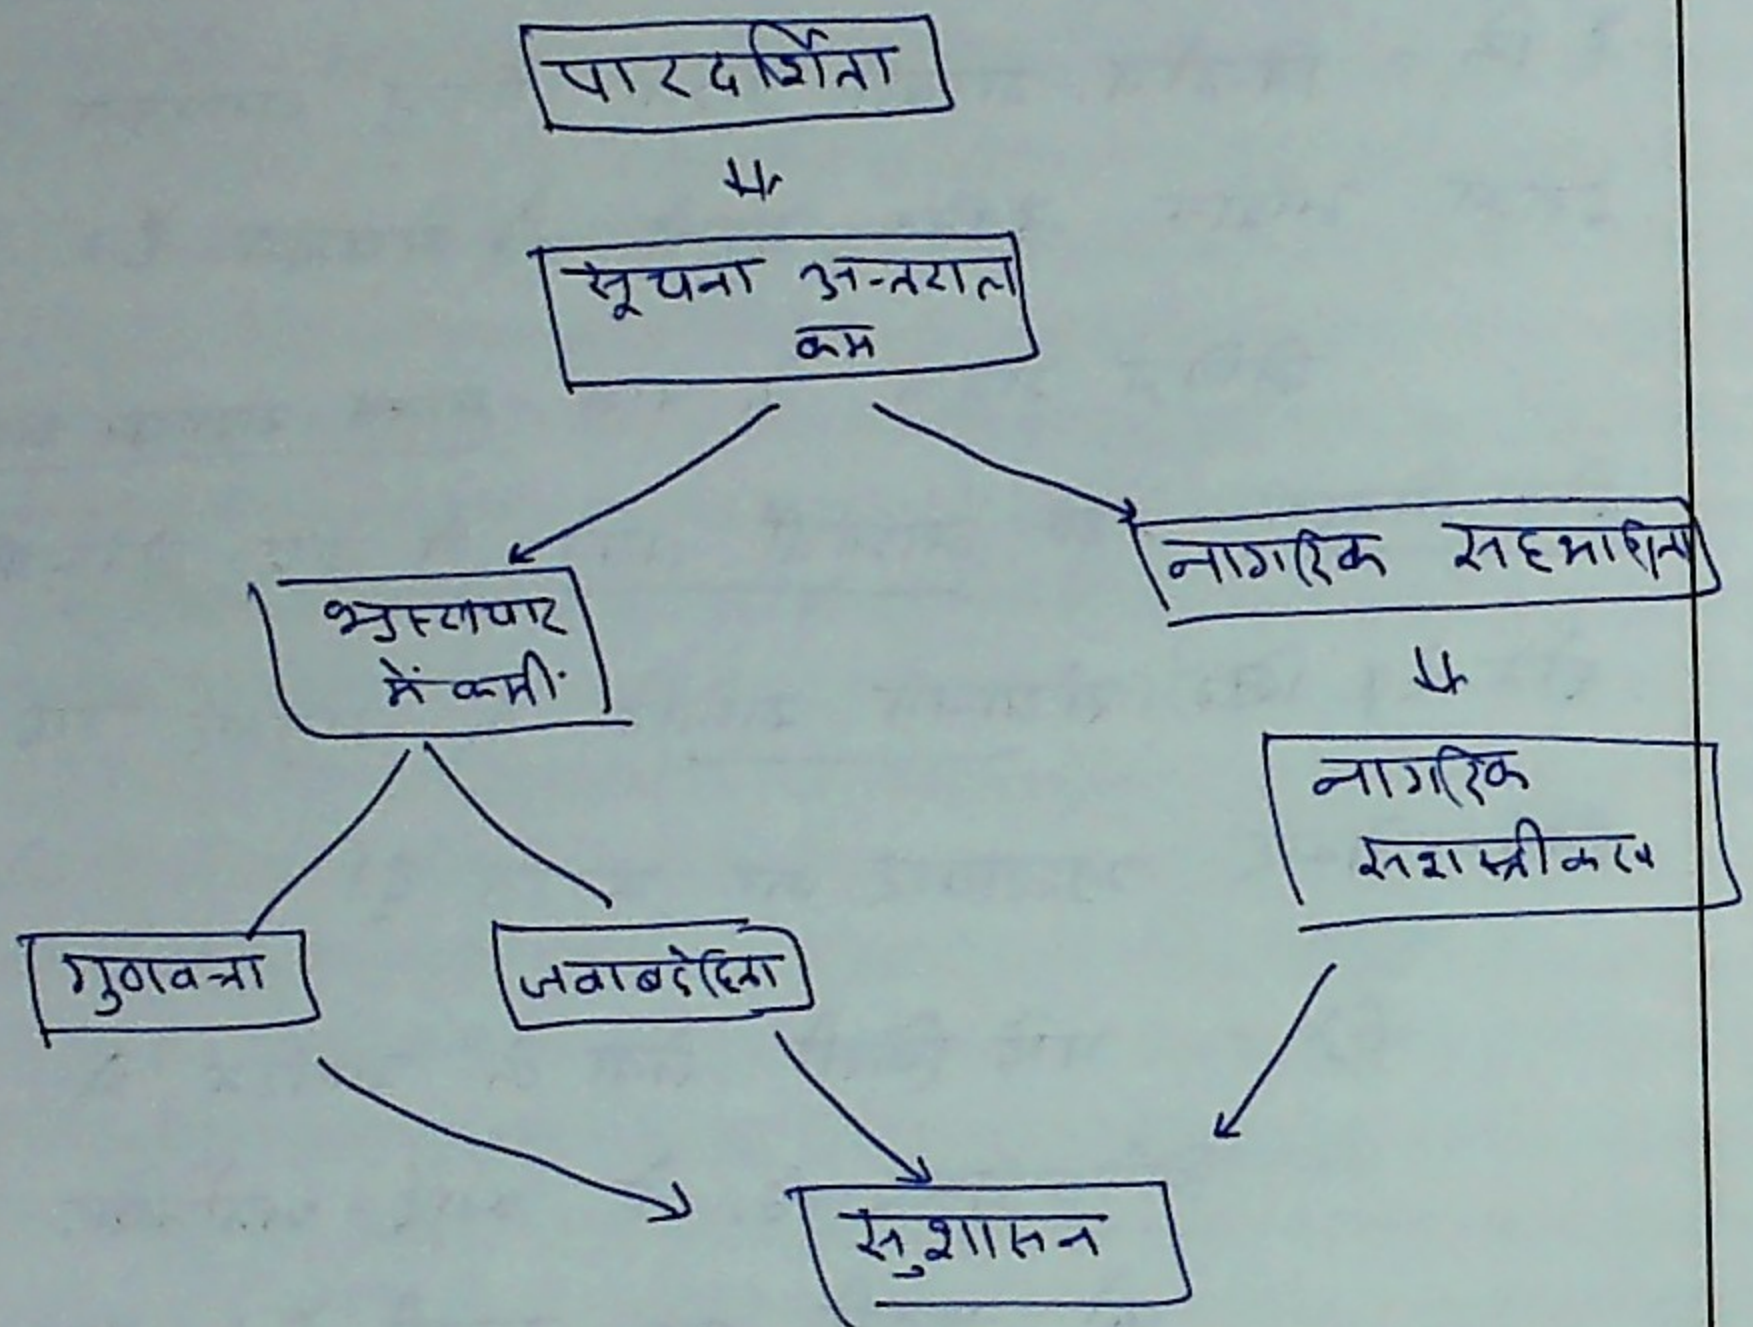 पारदर्शिता
सूचना अन्तराल
कम
नागरिक सहभागिता
भ्रष्टाचार
में कमी
नागरिक
सशक्तीकरण
गुणवत्ता
जवाबदेहिता
सुशासन